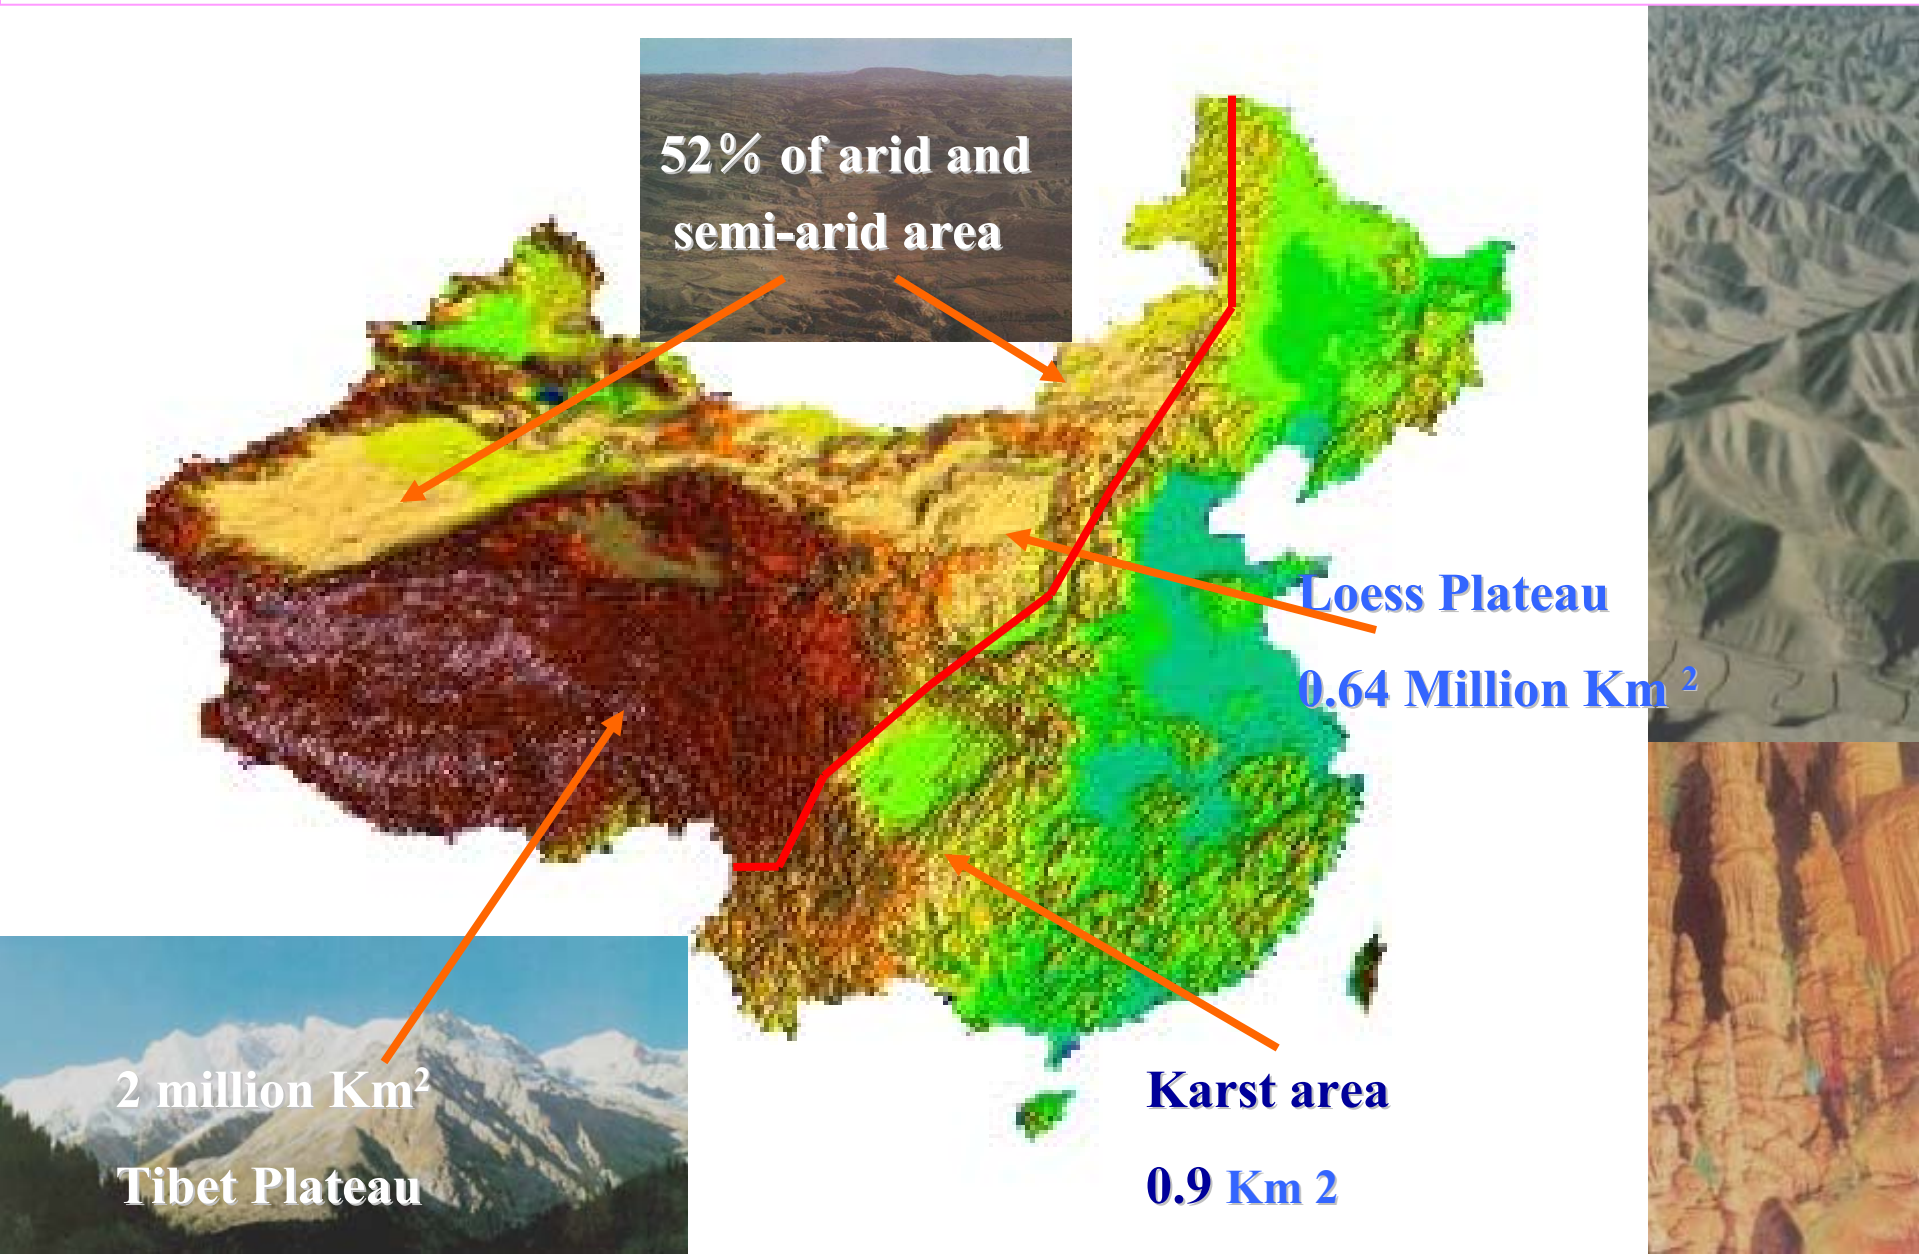 52% of arid and
semi-arid area
Loess Plateau
0.64 Million Km 2
2 million Km2
Tibet Plateau
Karst area
0.9 Km 2